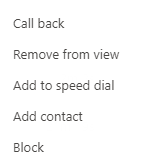 Call back
Remove from view
Add to speed dial
Add contact
Block